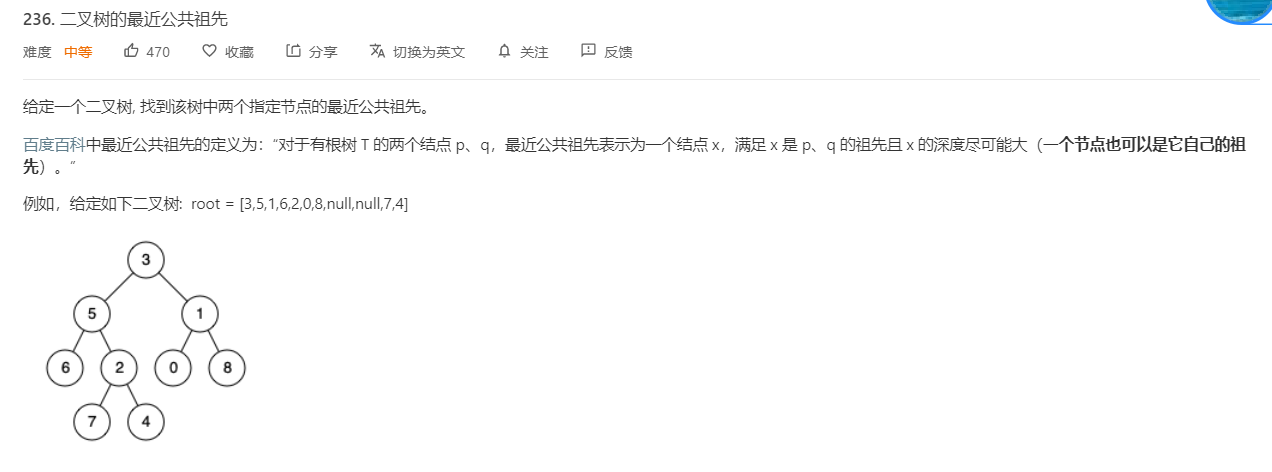 236. 二叉树的最近公共祖先
难度 中等 470 收藏 分享 切换为英文 关注 反馈
给定一个二叉树, 找到该树中两个指定节点的最近公共祖先。
百度百科中最近公共祖先的定义为：“对于有根树 T 的两个结点 p、q，最近公共祖先表示为一个结点 x，满足 x 是 p、q 的祖先且 x 的深度尽可能大（一个节点也可以是它自己的祖
先）。”
例如，给定如下二叉树: root = [3,5,1,6,2,0,8,null,null,7,4]
3
5 1
6 2 0 8
7 4